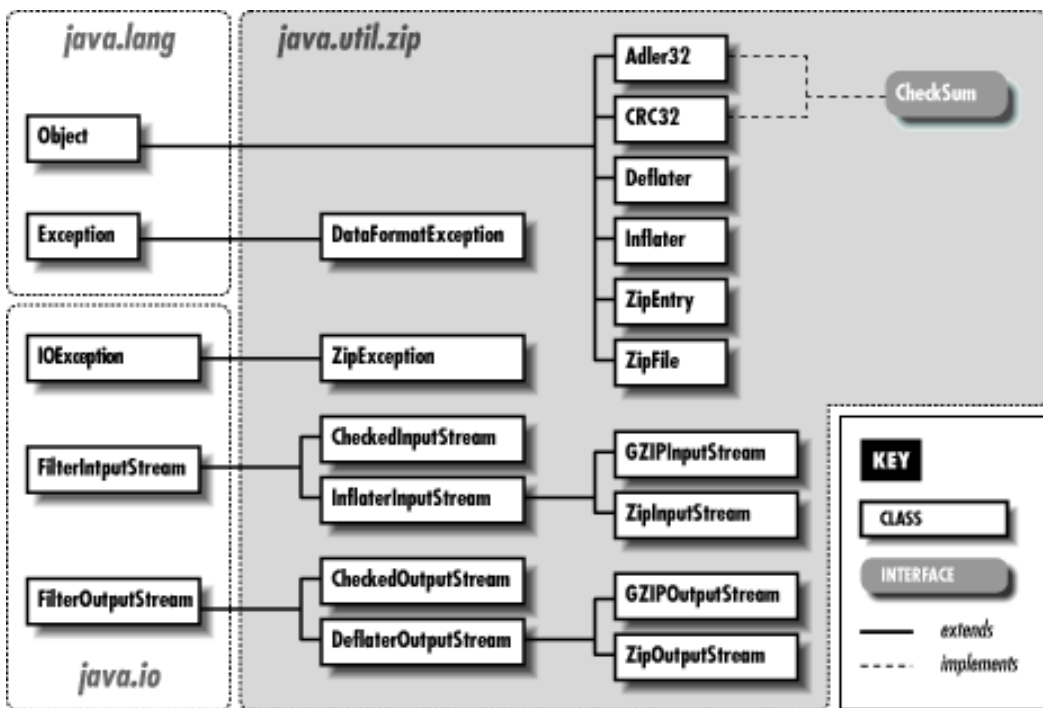 java.lang
java.util.zip
Adler32
CheckSum
CRC32
Object
Deflater
Exception
DataFormatException
Inflater
ZipEntry
IOException
ZipException
ZipFile
CheckedInputStream
GZIPInputStream
FilterIntputStream
InflaterInputStream
ZipInputStream
KEY
CLASS
CheckedOutputStream
GZIPOutputStream
INTERFACE
FilterOutputStream
DeflaterOutputStream
ZipOutputStream
extends
implements
java.io